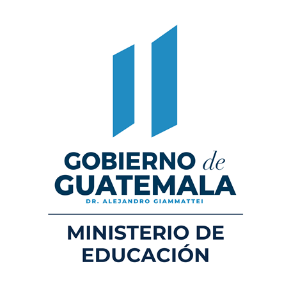 GOBIERNO de
GUATEMALA
DR. ALEJANDRO GIAMMATTEI
MINISTERIO DE
EDUCACIÓN